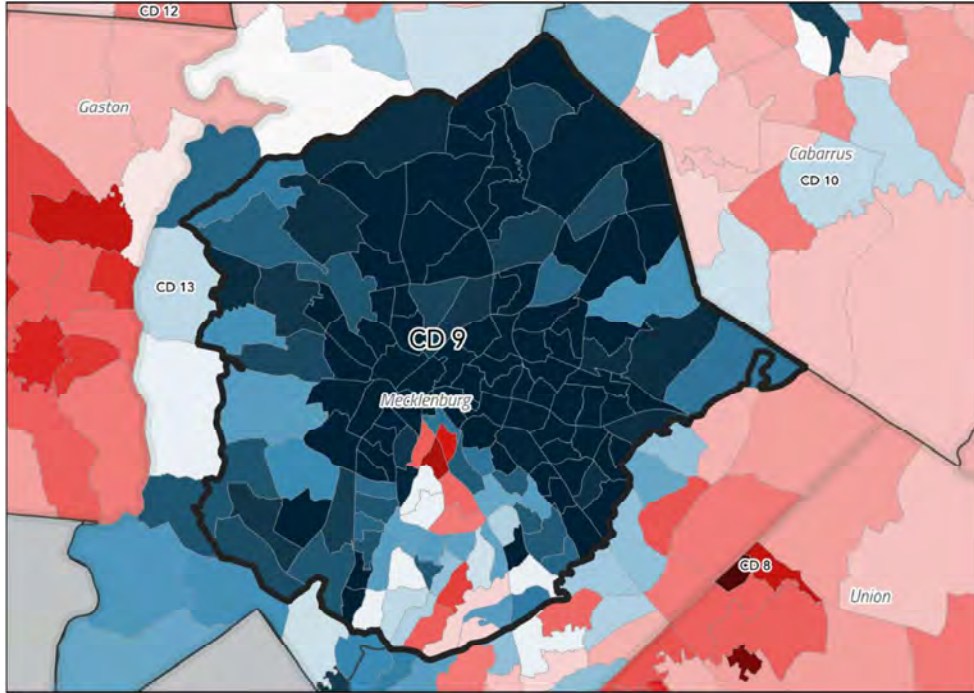 CD 12
Gaston
Cabarrus
CD 10
CD 13
CD 9
Mecklenburg
CD 8
Union